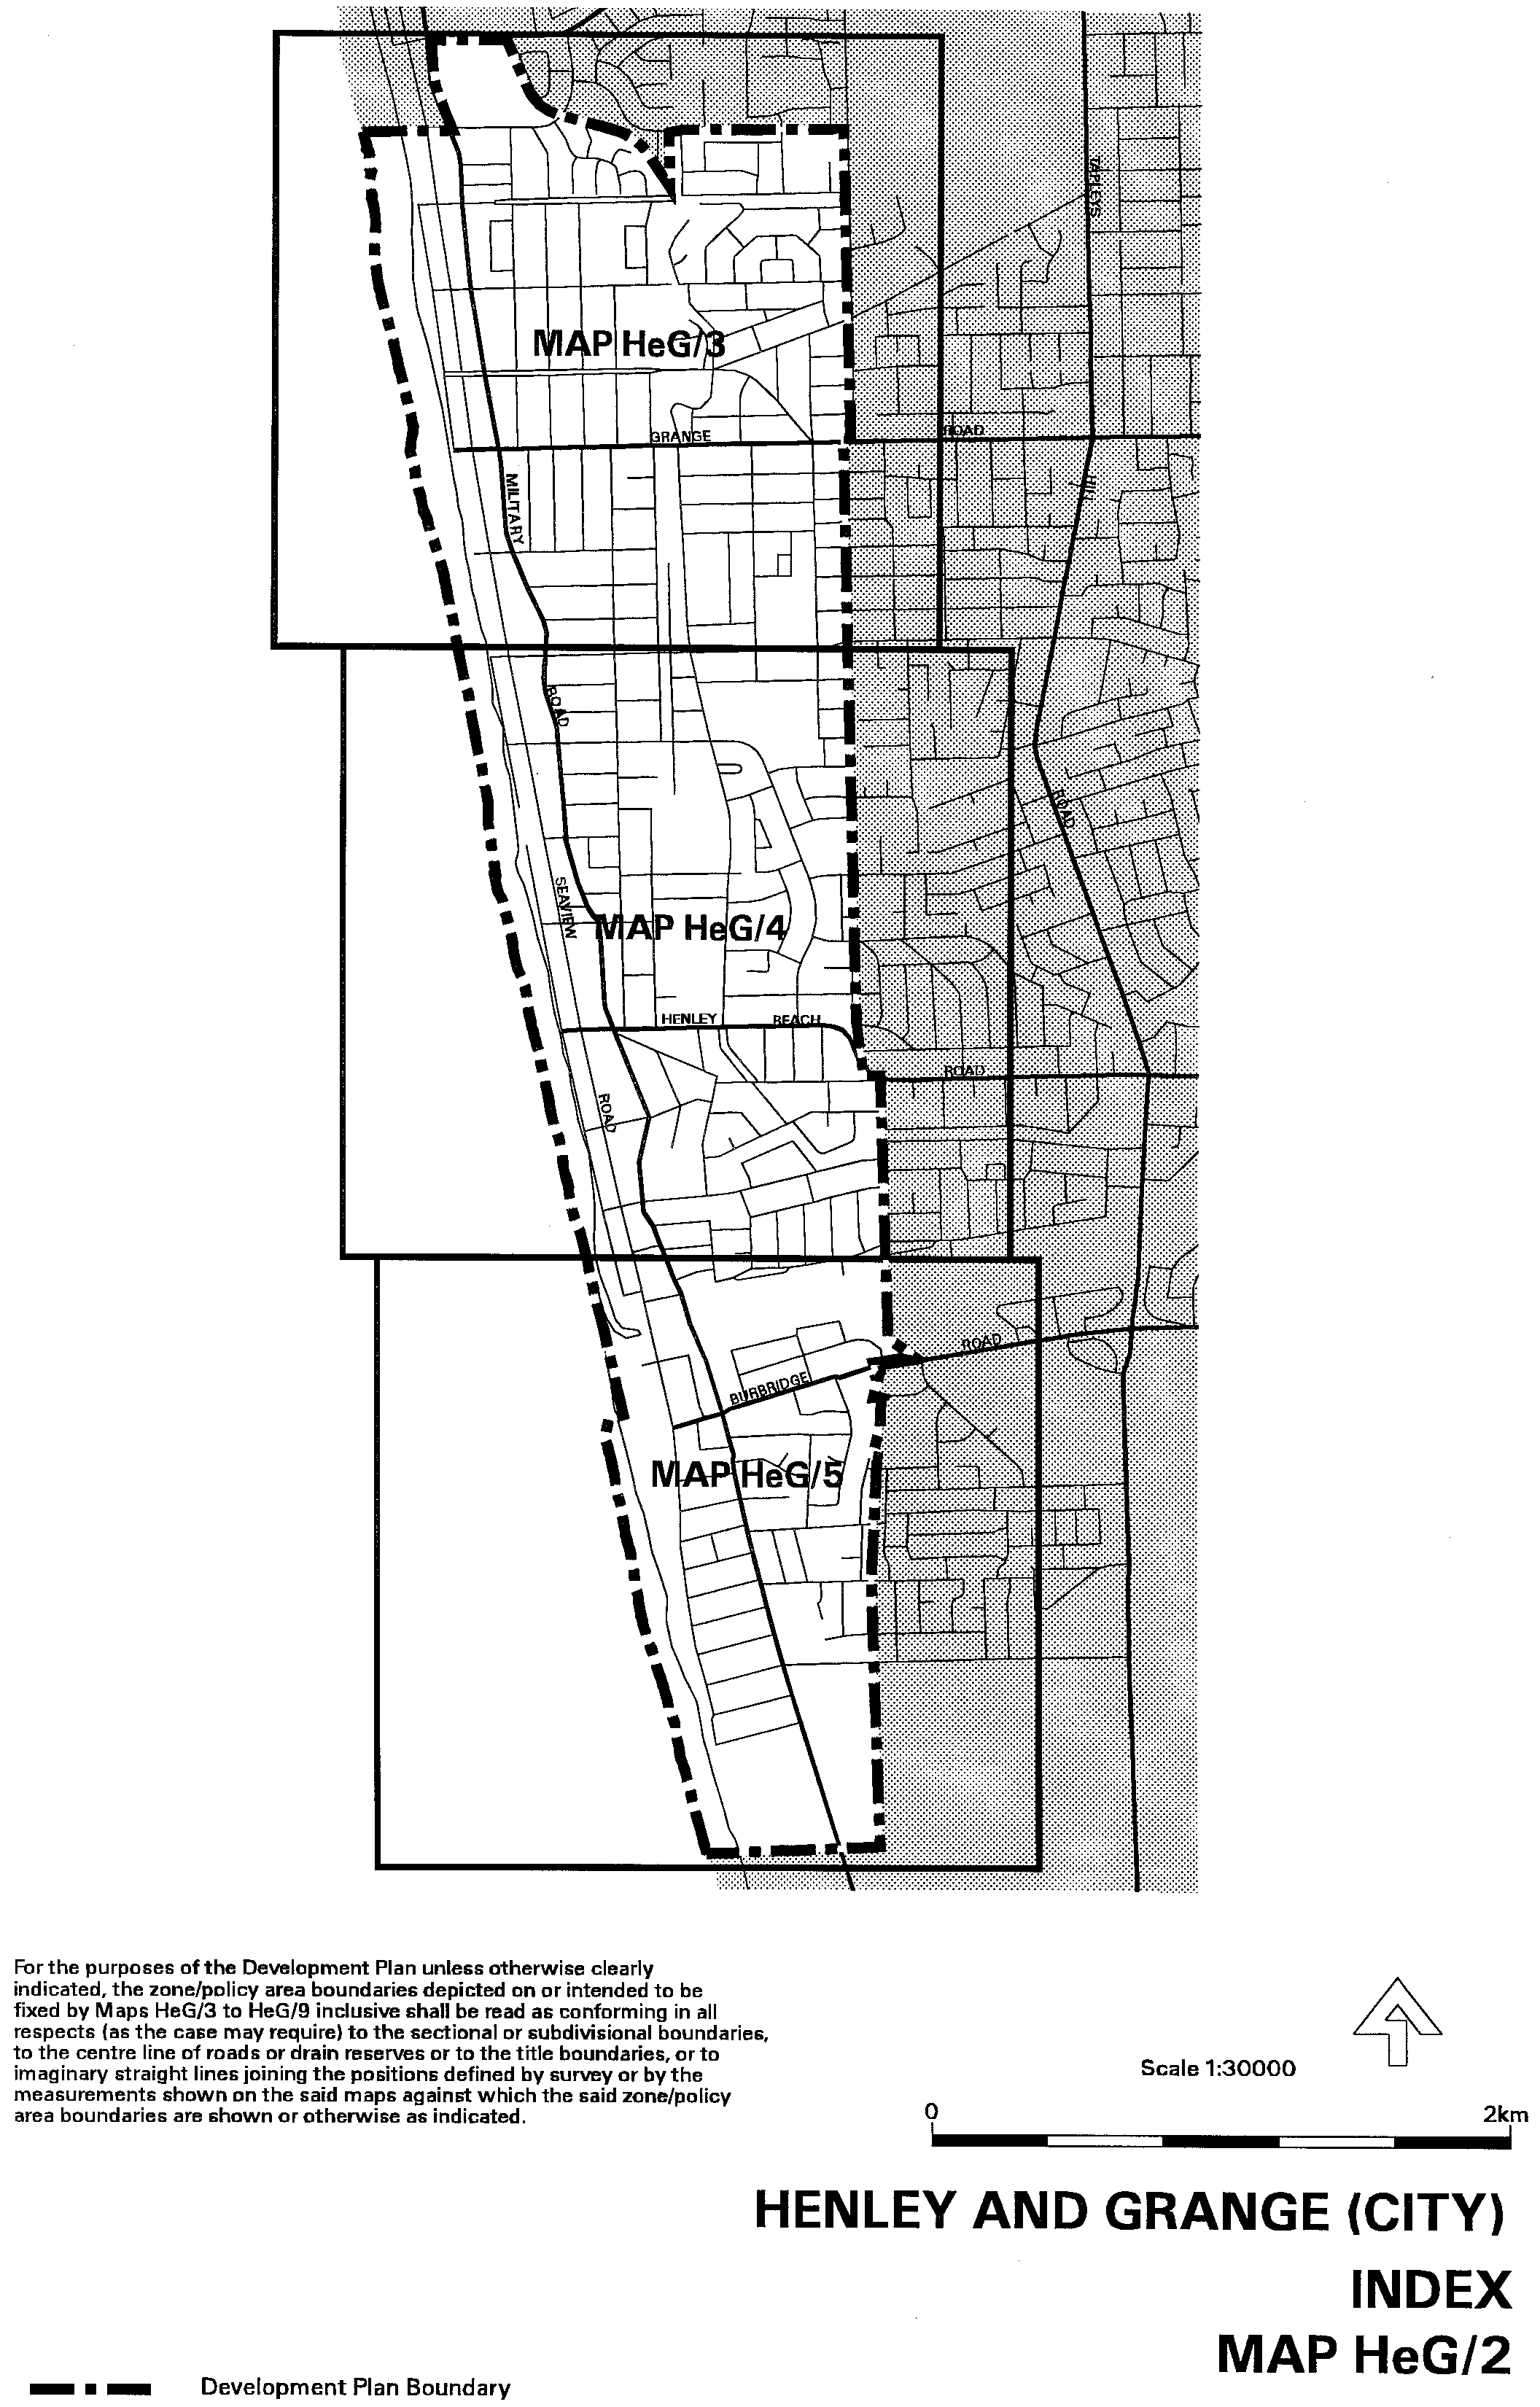 TAPLEYS
MAP HeG/3
GRANGE
ROAD
MILITARY
HILL
ROAD
ROAD
SEAVIEW
MAP HeG/4
HENLEY
BEACH
ROAD
ROAD
ROAD
BURBRIDGE
MAP HeG/5
For the purposes of the Development Plan unless otherwise clearly
indicated, the zone/policy area boundaries depicted on or intended to be
fixed by Maps HeG/3 to HeG/9 inclusive shall be read as conforming in all
respects (as the case may require) to the sectional or subdivisional boundaries,
to the centre line of roads or drain reserves or to the title boundaries, or to
imaginary straight lines joining the positions defined by survey or by the
measurements shown on the said maps against which the said zone/policy
area boundaries are shown or otherwise as indicated.
Scale 1:30000
0
2km
HENLEY AND GRANGE (CITY)
INDEX
MAP HeG/2
Development Plan Boundary